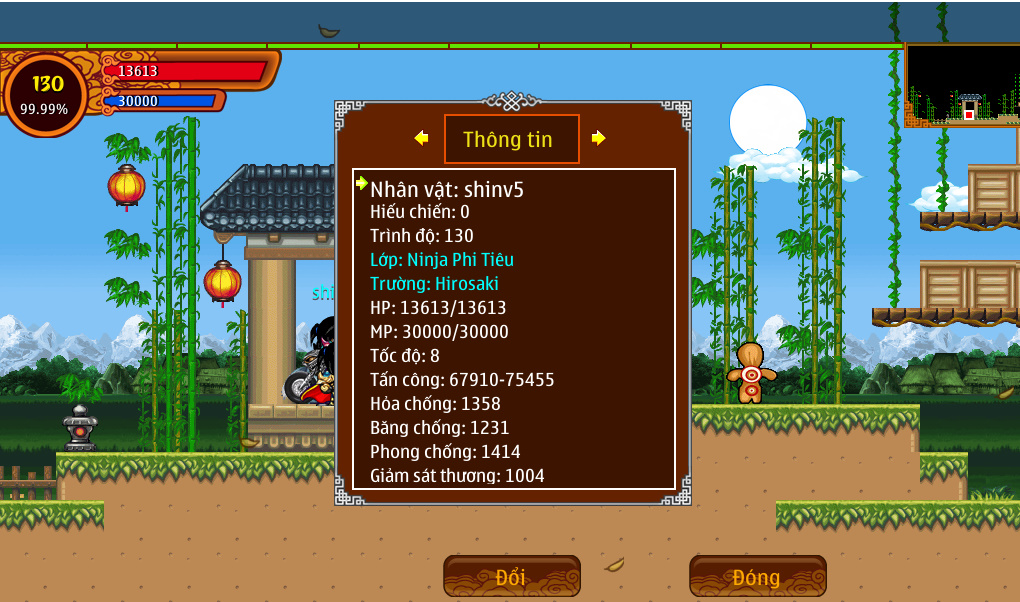 130
99.99%
13613
30000
Thông tin
Nhân vật: shinv5
Hiếu chiến: 0
Trình độ: 130
Lớp: Ninja Phi Tiêu
Trường: Hirosaki
HP: 13613/13613
MP: 30000/30000
Tốc độ: 8
Tấn công: 67910-75455
Hỏa chống: 1358
Băng chống: 1231
Phong chống: 1414
Giảm sát thương: 1004
shi
Đổi
Đóng